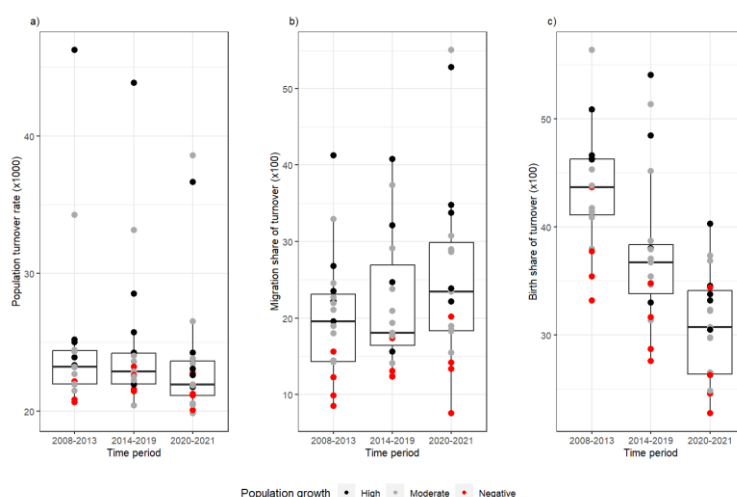 a)
Population turnover rate (x1000)
40
30
20
2008-2013 2014-2019 2020-2021
Time period
b)
Migration share of turnover (x100)
50
40
30
20
10
2008-2013 2014-2019 2020-2021
Time period
c)
Birth share of turnover (x100)
50
40
30
2008-2013 2014-2019 2020-2021
Time period
Population growth High Moderate Negative